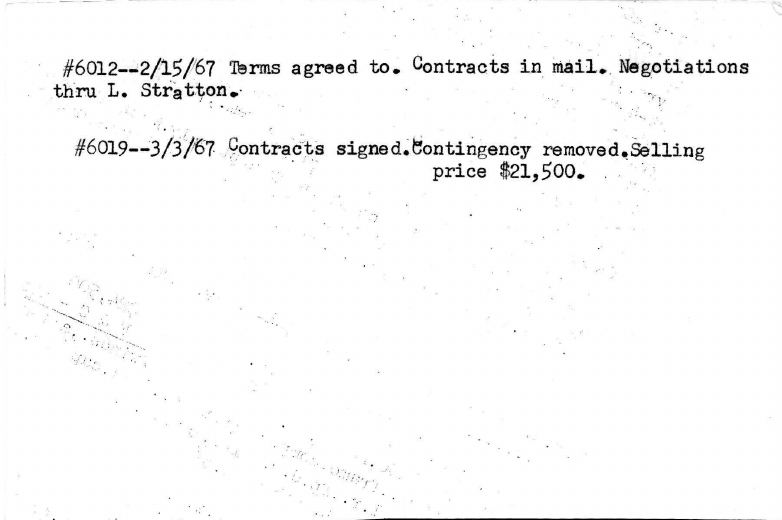 #6012--2/15/67 Terms agreed to. Contracts in mail. Negotiations
thru L. Stratton.
#6019--3/3/67 Contracts signed.Contingency removed.Selling
price $21,500.